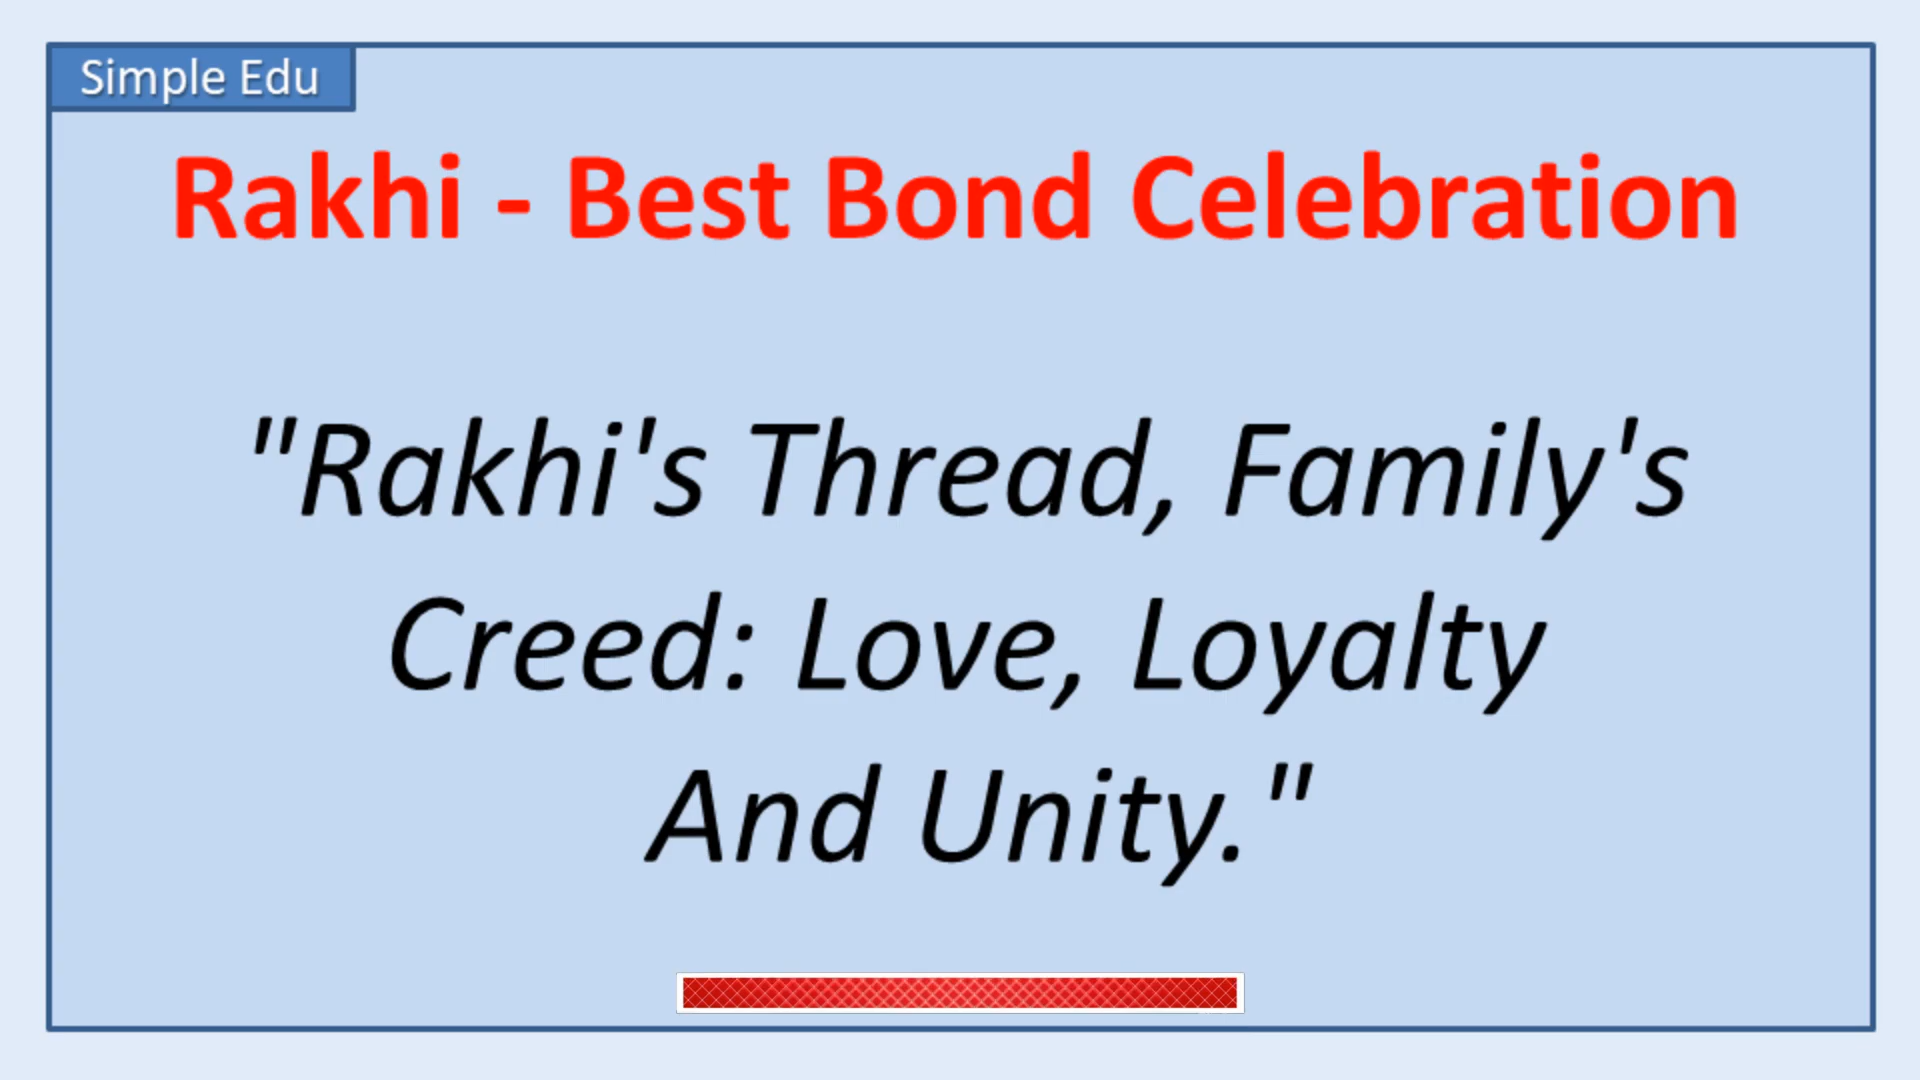 Simple Edu
Rakhi - Best Bond Celebration
"Rakhi's Thread, Family's
Creed: Love, Loyalty
And Unity."